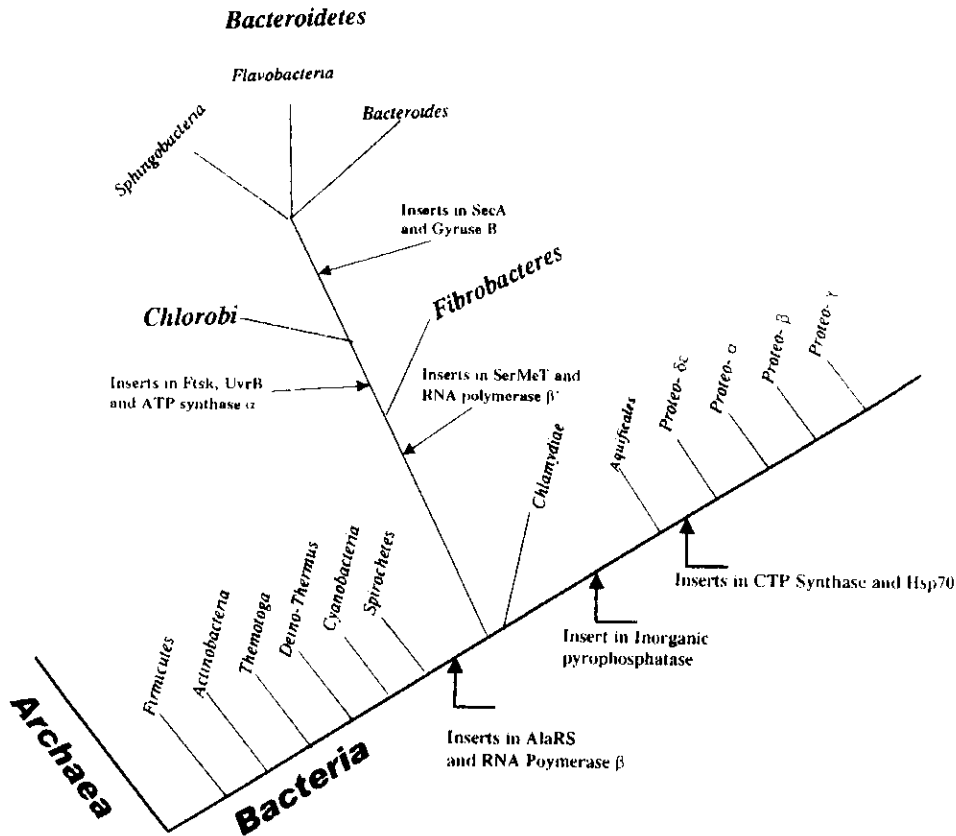 Bacteroidetes
Flavobacteria
Bacteroides
Sphingobacteria
Inserts in SecA
and Gyruse B
Fibrobacteres
Chlorobi
Inserts in Ftsk, UvrB
and ATP synthase α
Inserts in SerMeT and
RNA polymerase β'
Chlamydiae
Aquificales
Proteo- δε
Proteo- α
Proteo- β
Proteo- γ
Inserts in CTP Synthase and Hsp70
Insert in Inorganic
pyrophosphatase
Inserts in AlaRS
and RNA Poymerase β
Firmicutes
Actinobacteria
Themotoga
Deino-Thermus
Cyanobacteria
Spirochetes
Archaea
Bacteria